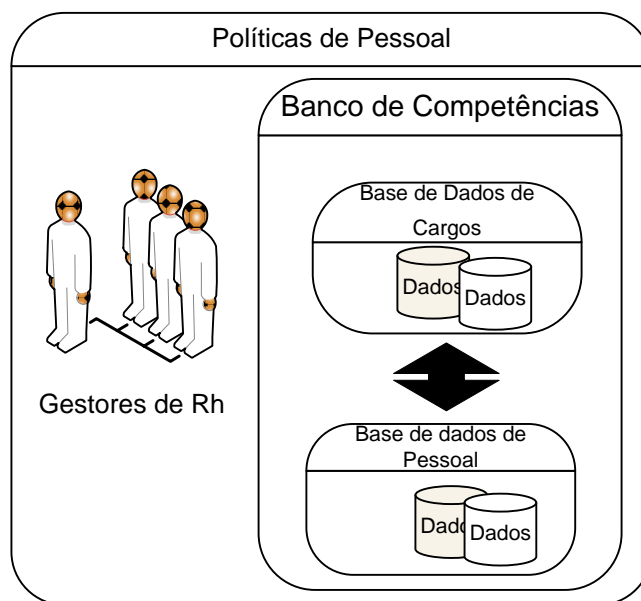 Políticas de Pessoal
Banco de Competências
Base de Dados de
Cargos
Dados
Dados
Gestores de Rh
Base de dados de
Pessoal
Dados
Dados